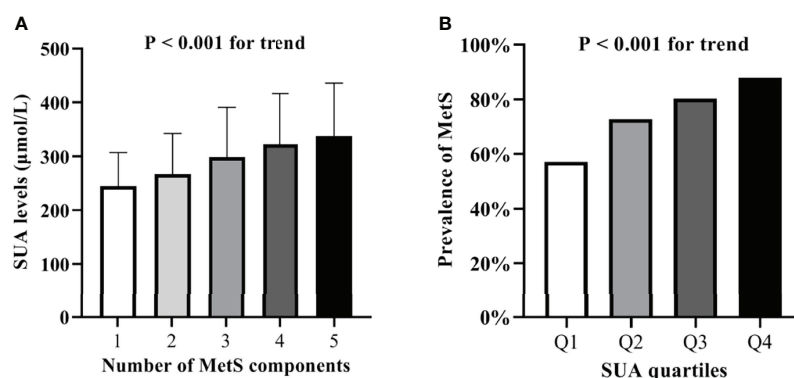 A
P < 0.001 for trend
SUA levels (μmol/L)
500
400
300
200
100
0
1 2 3 4 5
Number of MetS components
B
P < 0.001 for trend
Prevalence of MetS
100%
80%
60%
40%
20%
0%
Q1 Q2 Q3 Q4
SUA quartiles